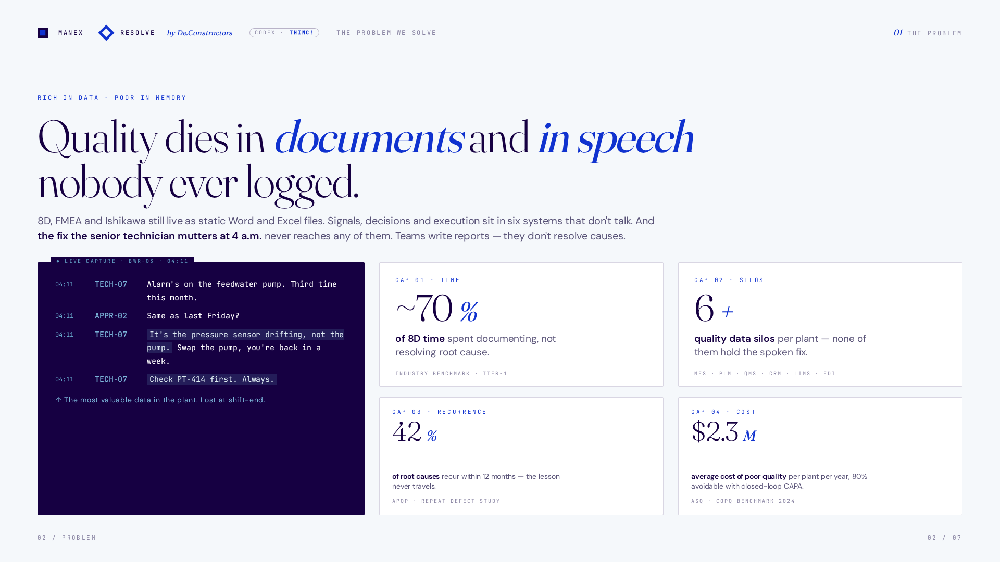 MANEX | RESOLVE by De.Constructors | CODEX · THINC! | THE PROBLEM WE SOLVE
01 THE PROBLEM
RICH IN DATA · POOR IN MEMORY
Quality dies in documents and in speech
nobody ever logged.
8D, FMEA and Ishikawa still live as static Word and Excel files. Signals, decisions and execution sit in six systems that don't talk. And
the fix the senior technician mutters at 4 a.m. never reaches any of them. Teams write reports — they don't resolve causes.
● LIVE CAPTURE · BWR-03 · 04:11
04:11 TECH-07 Alarm's on the feedwater pump. Third time
this month.
04:11 APPR-02 Same as last Friday?
04:11 TECH-07 It's the pressure sensor drifting, not the
pump. Swap the pump, you're back in a
week.
04:11 TECH-07 Check PT-414 first. Always.
↑ The most valuable data in the plant. Lost at shift-end.
GAP 01 · TIME
~70 %
of 8D time spent documenting, not
resolving root cause.
INDUSTRY BENCHMARK · TIER-1
GAP 02 · SILOS
6 +
quality data silos per plant — none of
them hold the spoken fix.
MES · PLM · QMS · CRM · LIMS · EDI
GAP 03 · RECURRENCE
42 %
of root causes recur within 12 months — the lesson
never travels.
APQP · REPEAT DEFECT STUDY
GAP 04 · COST
$2.3 M
average cost of poor quality per plant per year, 80%
avoidable with closed-loop CAPA.
ASQ · COPQ BENCHMARK 2024
02 / PROBLEM
02 / 07